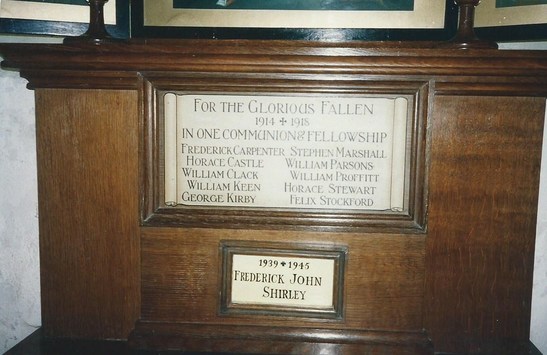 FOR THE GLORIOUS FALLEN
1914 ✚ 1918
IN ONE COMMUNION & FELLOWSHIP
FREDERICK CARPENTER STEPHEN MARSHALL
HORACE CASTLE WILLIAM PARSONS
WILLIAM CLACK WILLIAM PROFFITT
WILLIAM KEEN HORACE STEWART
GEORGE KIRBY FELIX STOCKFORD
1939 ✚ 1945
FREDERICK JOHN
SHIRLEY